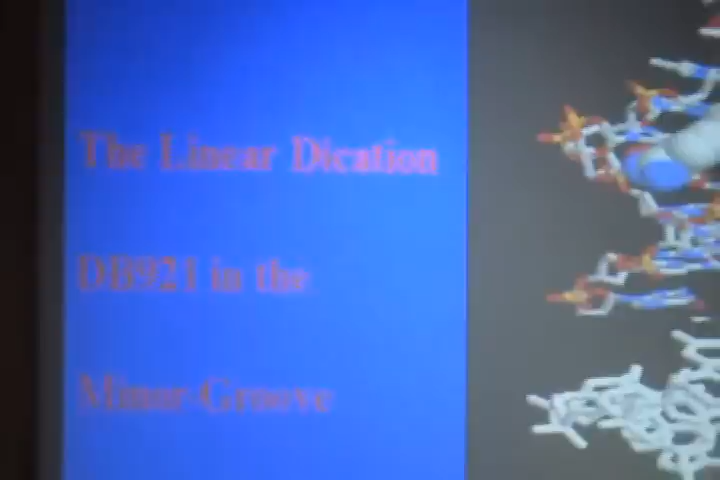 The Linear Dication
DB921 in the
Minor-Groove